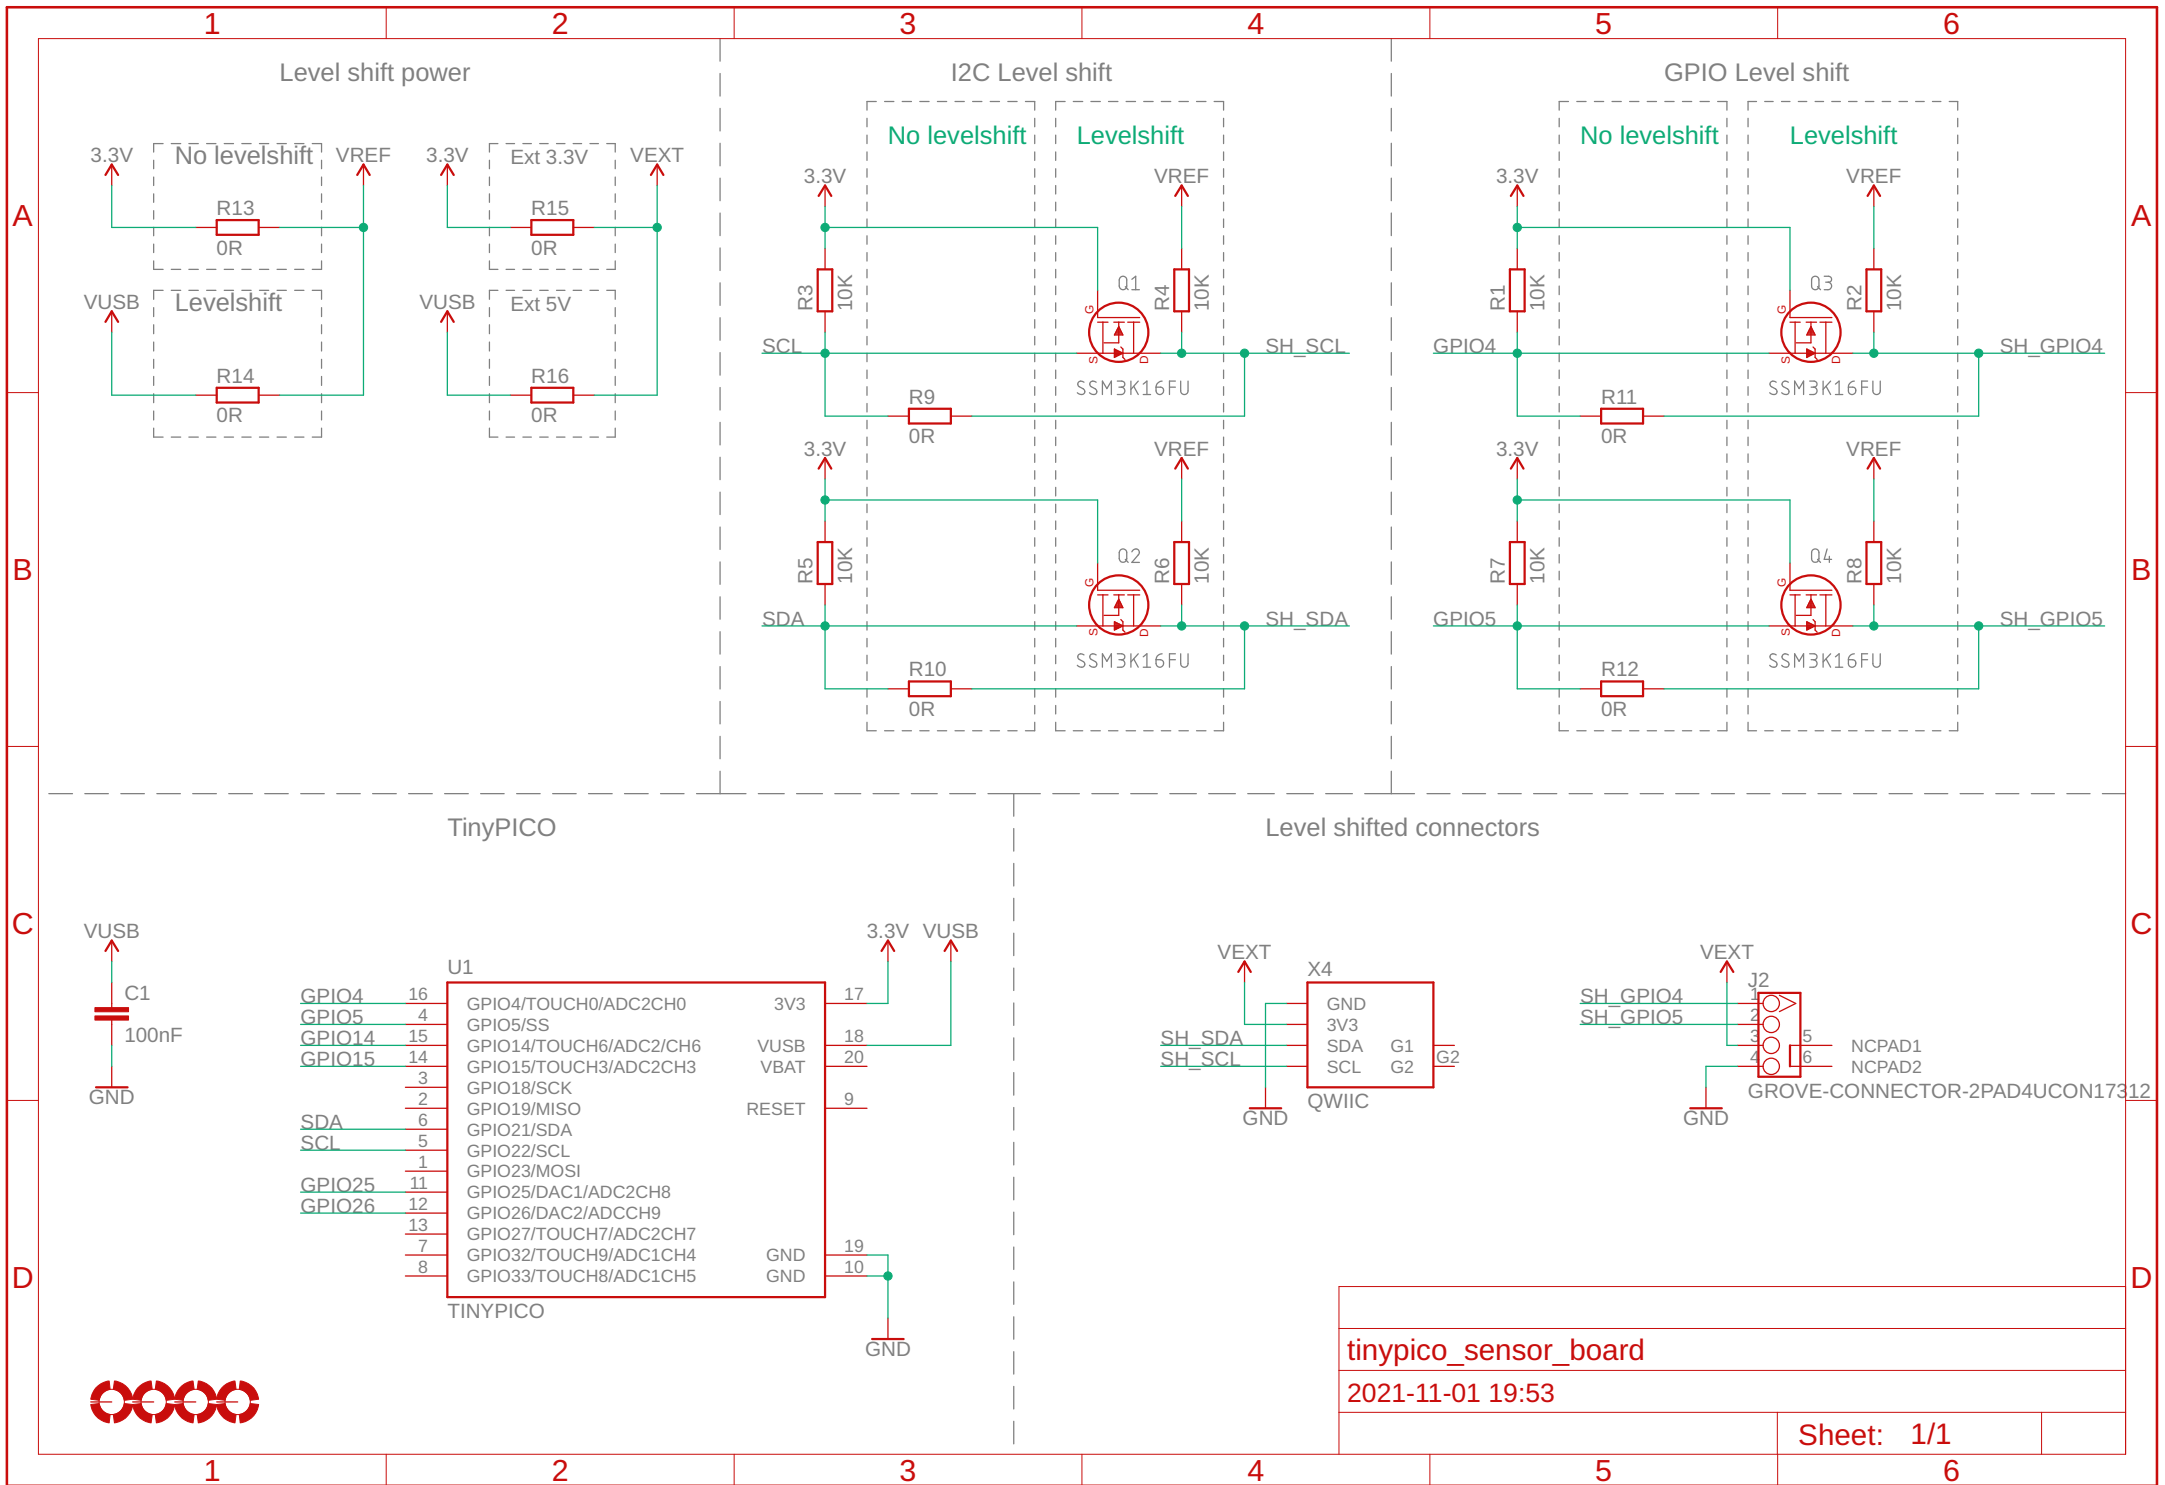 1 2 3 4 5 6
Level shift power
I2C Level shift
GPIO Level shift
A
A
B
B
C
C
D
D
3.3V
No levelshift
VREF
R13
0R
VUSB
Levelshift
R14
0R
3.3V
Ext 3.3V
VEXT
R15
0R
VUSB
Ext 5V
R16
0R
No levelshift
Levelshift
3.3V
VREF
R3
10K
Q1
G
S
D
R4
10K
SCL
SH_SCL
SSM3K16FU
R9
0R
3.3V
VREF
R5
10K
Q2
G
S
D
R6
10K
SDA
SH_SDA
SSM3K16FU
R10
0R
No levelshift
Levelshift
3.3V
VREF
R1
10K
Q3
G
S
D
R2
10K
GPIO4
SH_GPIO4
SSM3K16FU
R11
0R
3.3V
VREF
R7
10K
Q4
G
S
D
R8
10K
GPIO5
SH_GPIO5
SSM3K16FU
R12
0R
TinyPICO
VUSB
C1
100nF
GND
U1
3.3V
VUSB
GPIO4 16 GPIO4/TOUCH0/ADC2CH0 3V3 17
GPIO5 4 GPIO5/SS
GPIO14 15 GPIO14/TOUCH6/ADC2/CH6 VUSB 18
GPIO15 14 GPIO15/TOUCH3/ADC2CH3 VBAT 20
3 GPIO18/SCK
2 GPIO19/MISO RESET 9
SDA 6 GPIO21/SDA
SCL 5 GPIO22/SCL
1 GPIO23/MOSI
GPIO25 11 GPIO25/DAC1/ADC2CH8
GPIO26 12 GPIO26/DAC2/ADCCH9
13 GPIO27/TOUCH7/ADC2CH7
7 GPIO32/TOUCH9/ADC1CH4 GND 19
8 GPIO33/TOUCH8/ADC1CH5 GND 10
TINYPICO
GND
Level shifted connectors
VEXT
X4
GND
3V3
SH_SDA SDA G1
SH_SCL SCL G2 G2
QWIIC
GND
VEXT
J2
SH_GPIO4 1
SH_GPIO5 2
3 5 NCPAD1
4 6 NCPAD2
GROVE-CONNECTOR-2PAD4UCON17312
GND
tinypico_sensor_board
2021-11-01 19:53
Sheet: 1/1
1 2 3 4 5 6